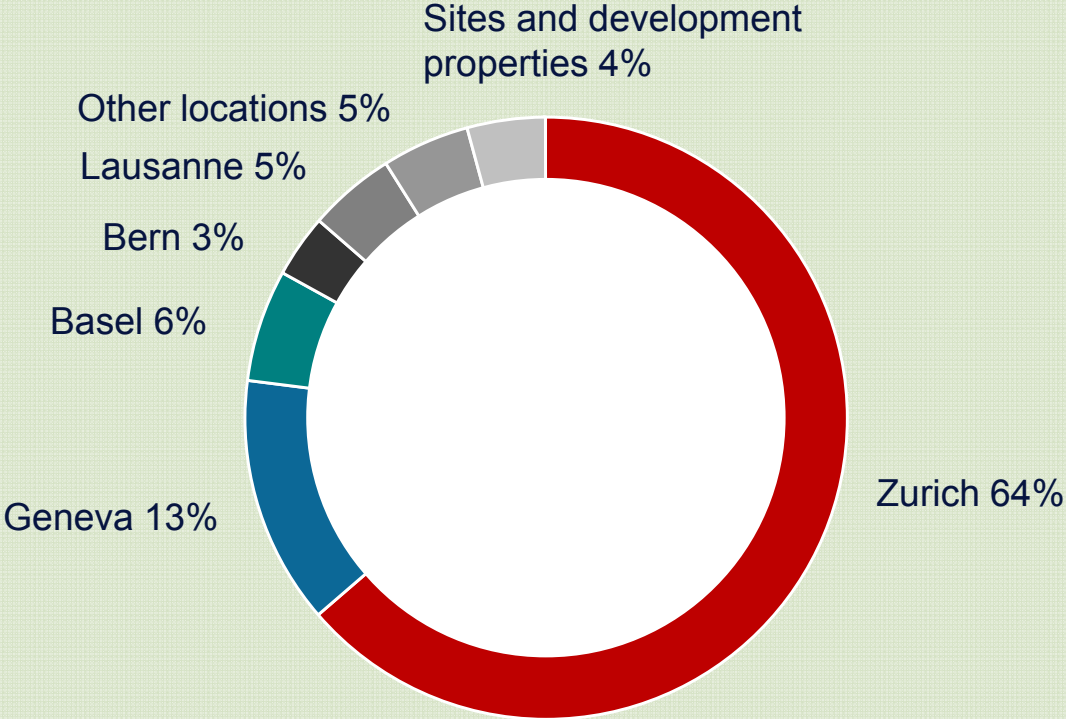 Sites and development
properties 4%
Other locations 5%
Lausanne 5%
Bern 3%
Basel 6%
Geneva 13%
Zurich 64%